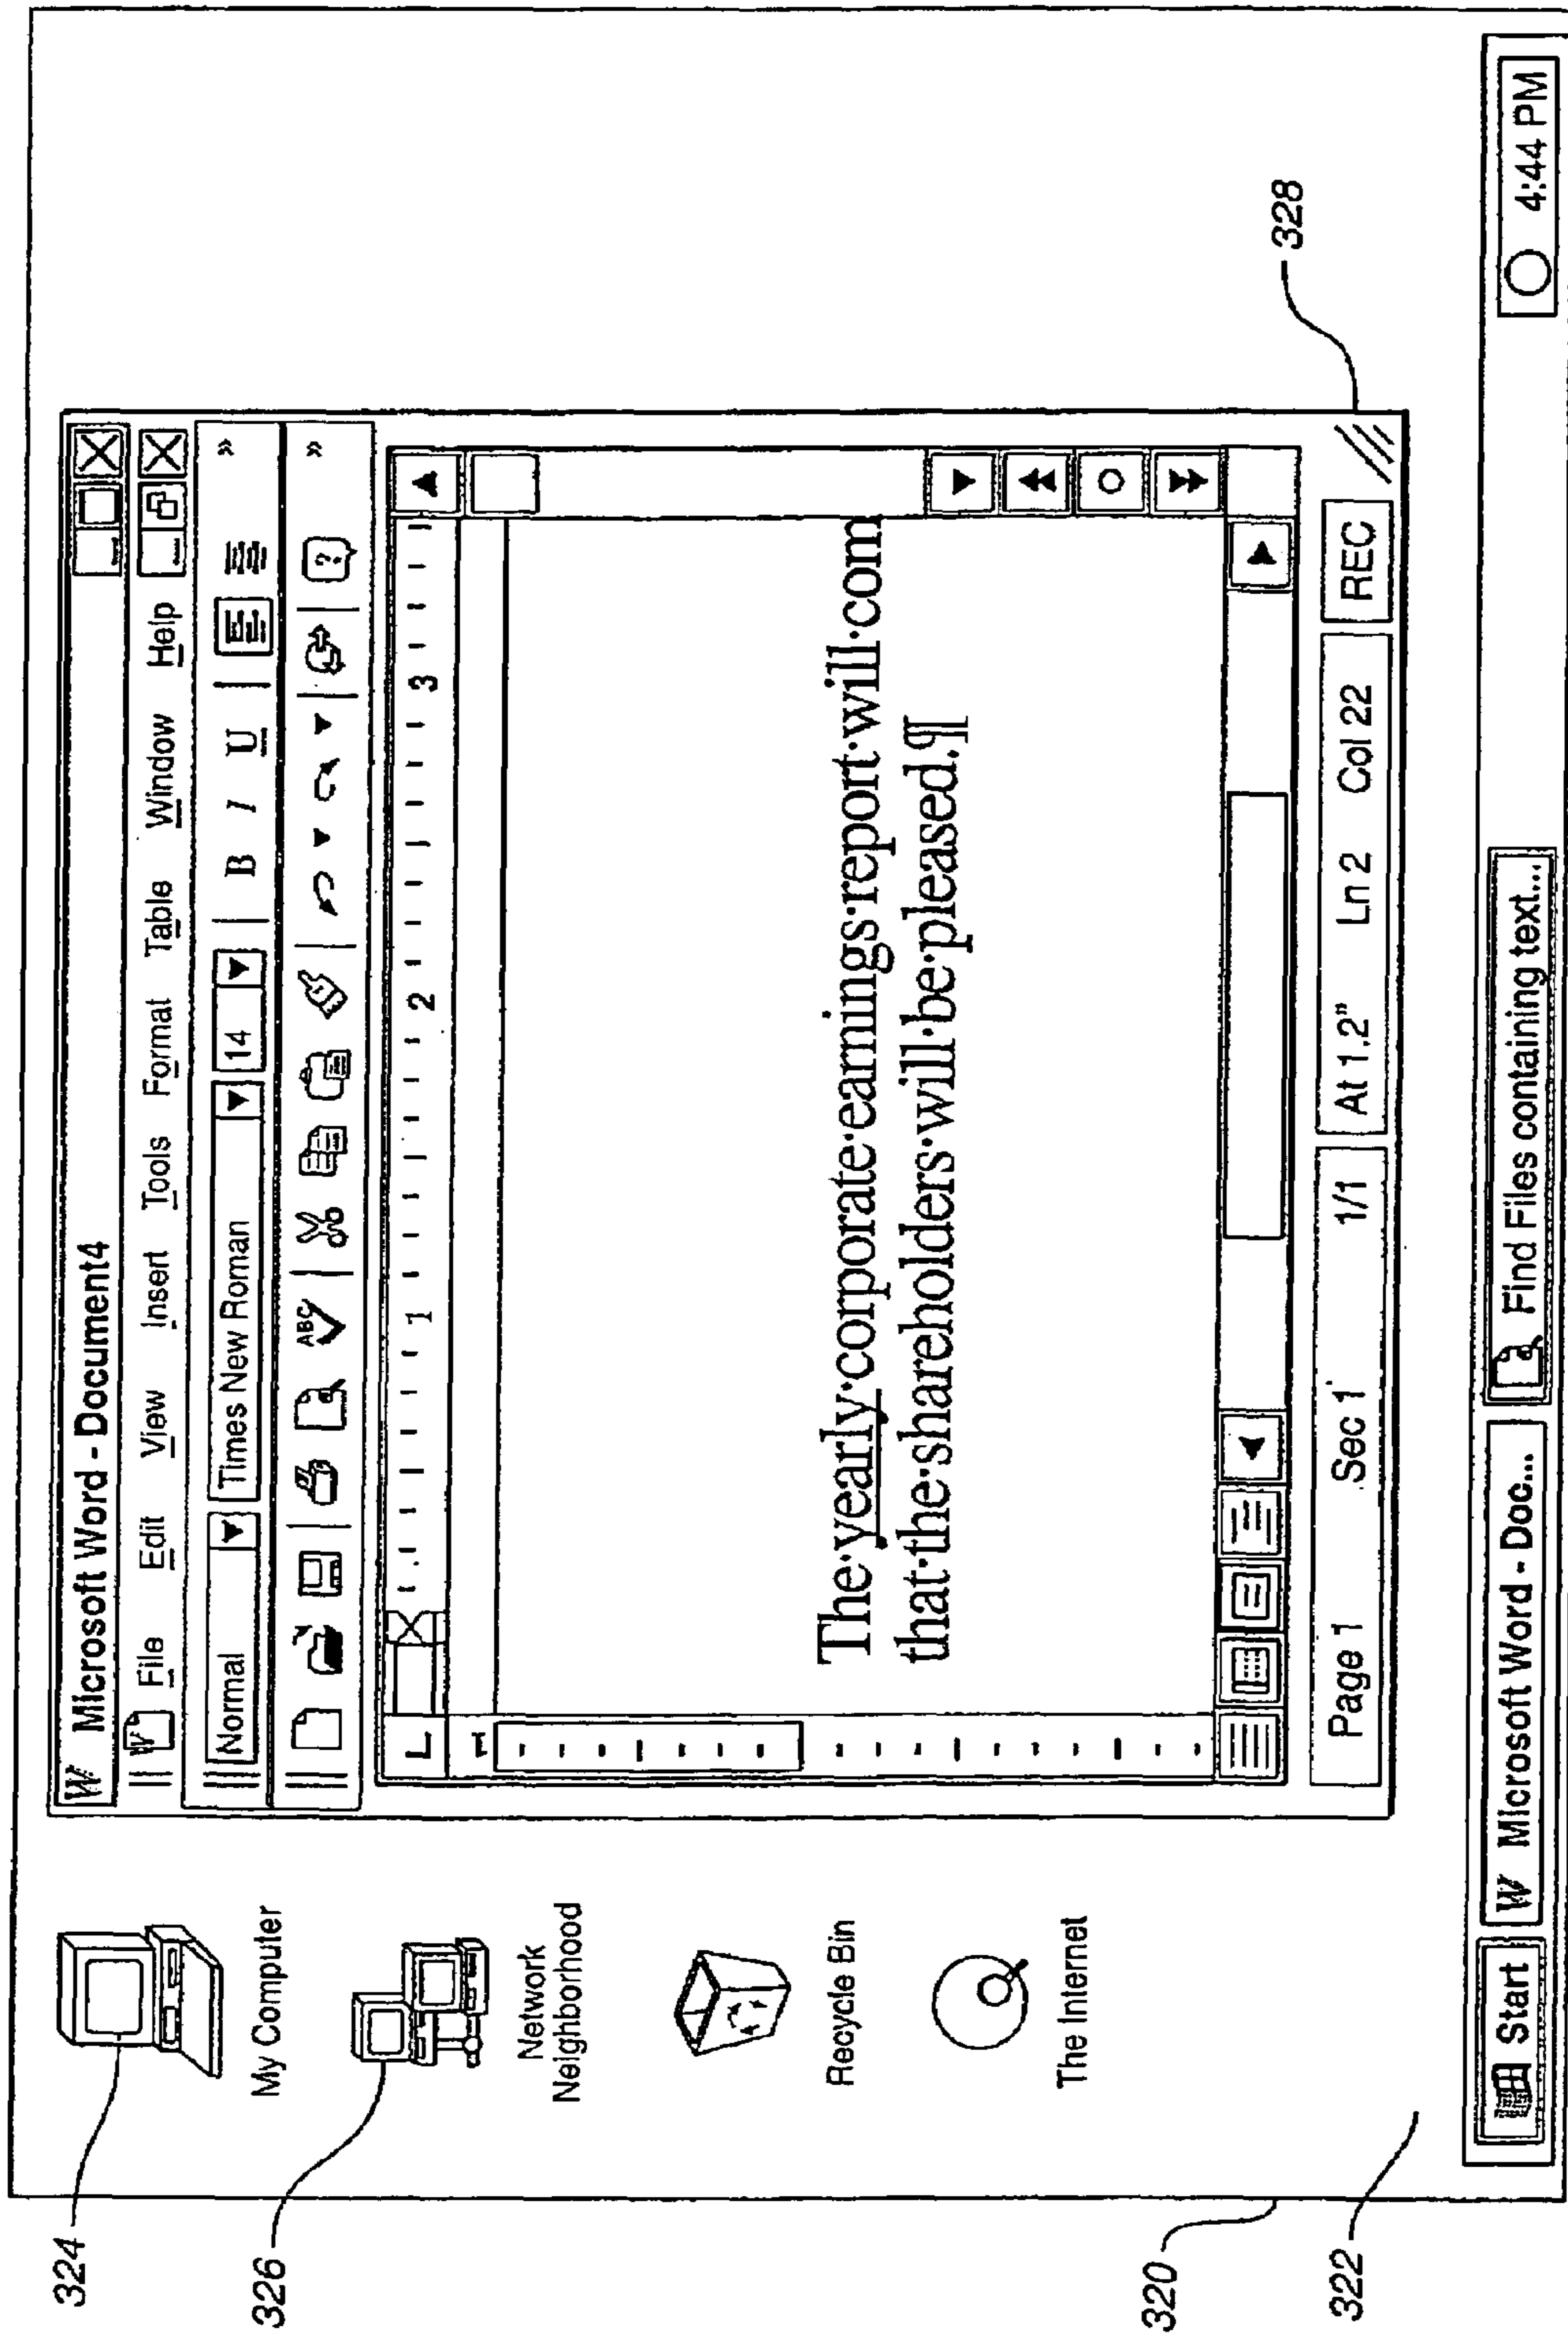 324
My Computer
326
Network
Neighborhood
Recycle Bin
The Internet
320
322
W Microsoft Word - Document4
W File Edit View Insert Tools Format Table Window Help
Normal Times New Roman 14 B I U »
ABC ? »
L 1 2 3
1
The·yearly·corporate·earnings·report·will·com
that·the·shareholders·will·be·pleased.¶
Page 1 Sec 1 1/1 At 1.2" Ln 2 Col 22 REC
328
Start W Microsoft Word - Doc... Find Files containing text... 4:44 PM